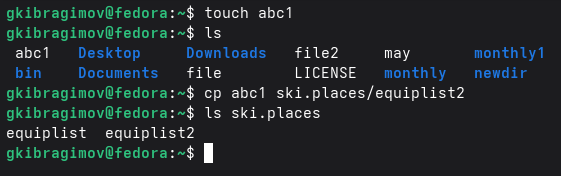 gkibragimov@fedora:~$ touch abc1
gkibragimov@fedora:~$ ls
abc1 Desktop Downloads file2 may monthly1
bin Documents file LICENSE monthly newdir
gkibragimov@fedora:~$ cp abc1 ski.places/equiplist2
gkibragimov@fedora:~$ ls ski.places
equiplist equiplist2
gkibragimov@fedora:~$